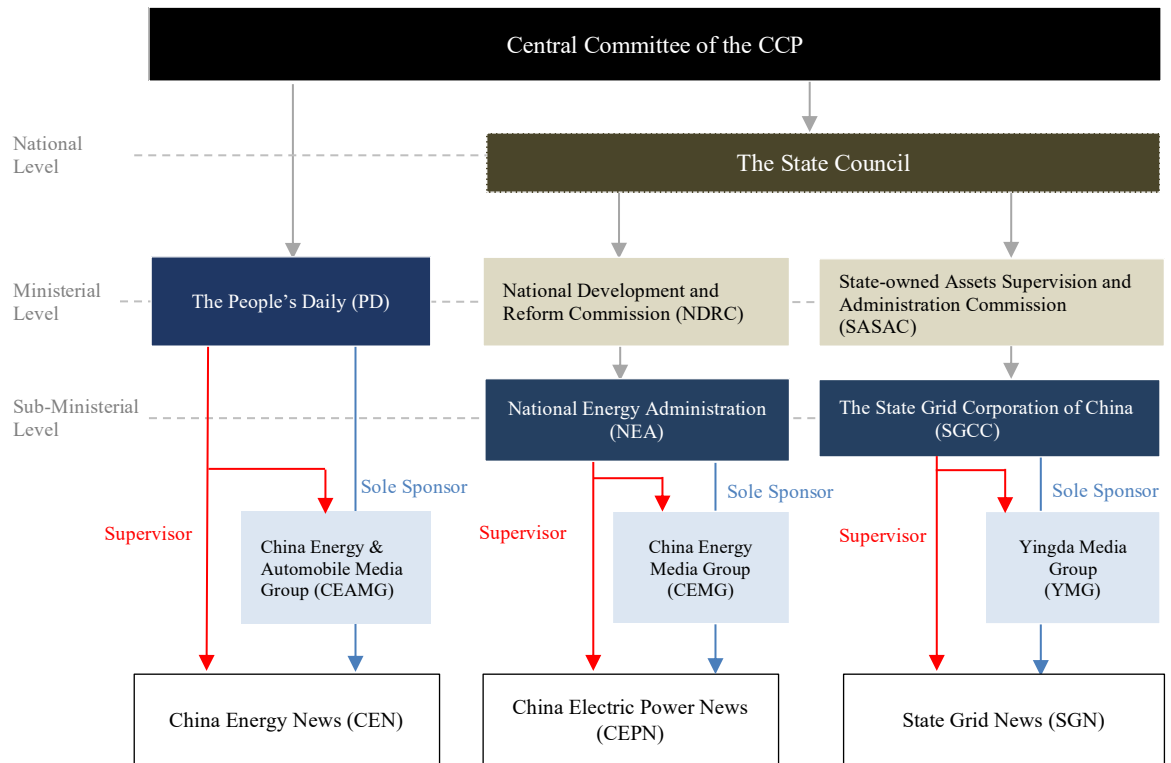 Central Committee of the CCP
National
Level
The State Council
Ministerial
Level
The People’s Daily (PD)
National Development and
Reform Commission (NDRC)
State-owned Assets Supervision and
Administration Commission
(SASAC)
Sub-Ministerial
Level
National Energy Administration
(NEA)
The State Grid Corporation of China
(SGCC)
Sole Sponsor
Sole Sponsor
Sole Sponsor
Supervisor
Supervisor
Supervisor
China Energy &
Automobile Media
Group (CEAMG)
China Energy
Media Group
(CEMG)
Yingda Media
Group
(YMG)
China Energy News (CEN)
China Electric Power News
(CEPN)
State Grid News (SGN)